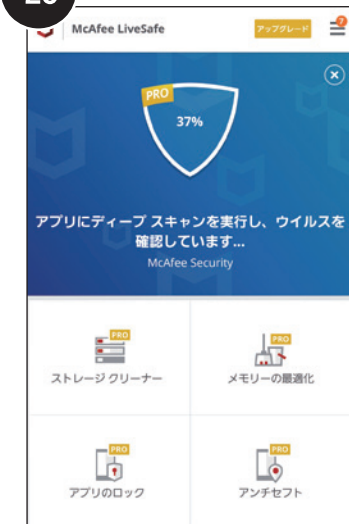 McAfee LiveSafe
アップグレード
7
PRO
37%
アプリにディープ スキャンを実行し、ウイルスを
確認しています...
McAfee Security
PRO
PRO
ストレージ クリーナー
メモリーの最適化
PRO
PRO
アプリのロック
アンチセフト